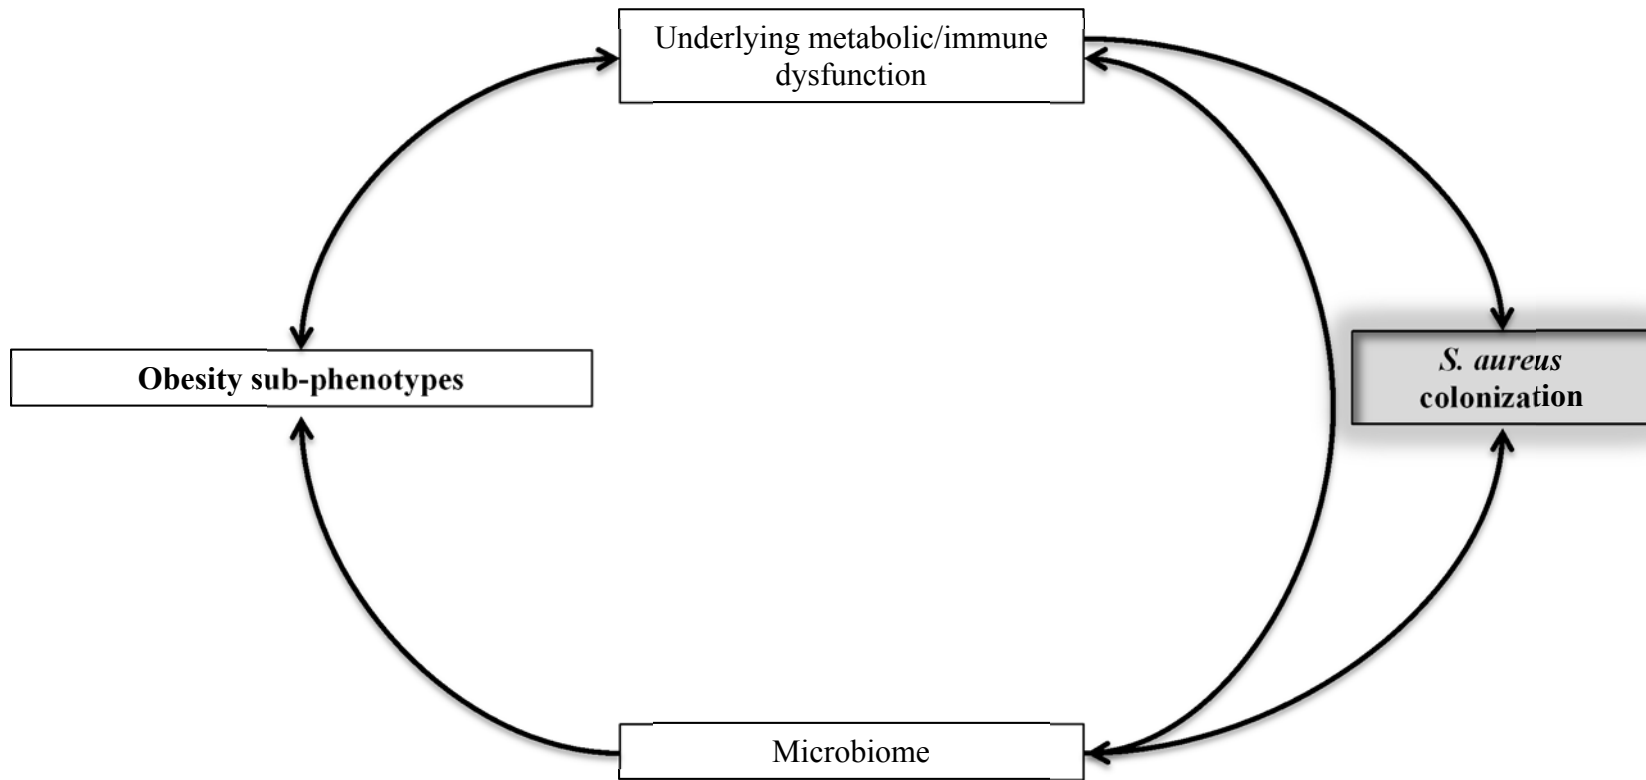 Underlying metabolic/immune
dysfunction
Obesity sub-phenotypes
S. aureus
colonization
Microbiome